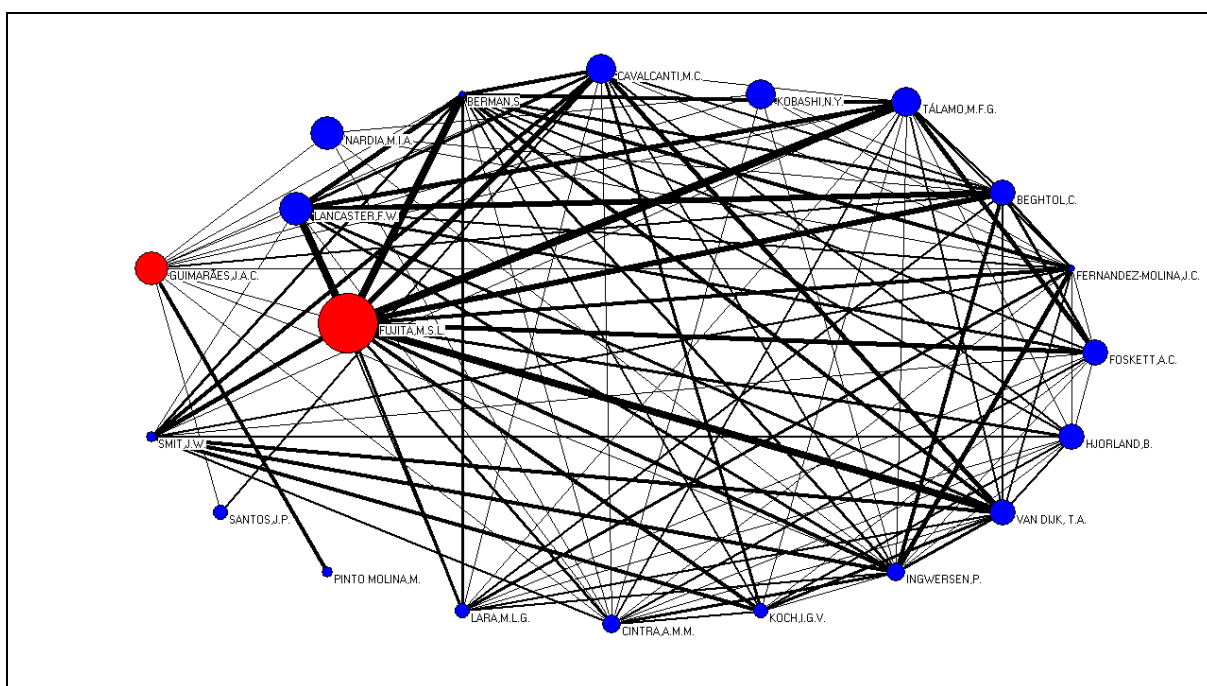 CAVALCANTI,M.C.
BERMAN,S.
KOBASHI,N.Y.
TÁLAMO,M.F.G.
NARDIA,M.I.A.
BEGHTOL,C.
LANCASTER,F.W.
GUIMARÃES,J.A.C.
FERNANDEZ-MOLINA,J.C.
FUJITA,M.S.L.
FOSKETT,A.C.
SMIT,J.W.
HJORLAND,B.
SANTOS,J.P.
VAN DIJK, T.A.
PINTO MOLINA,M.
INGWERSEN,P.
LARA,M.L.G.
KOCH,I.G.V.
CINTRA,A.M.M.